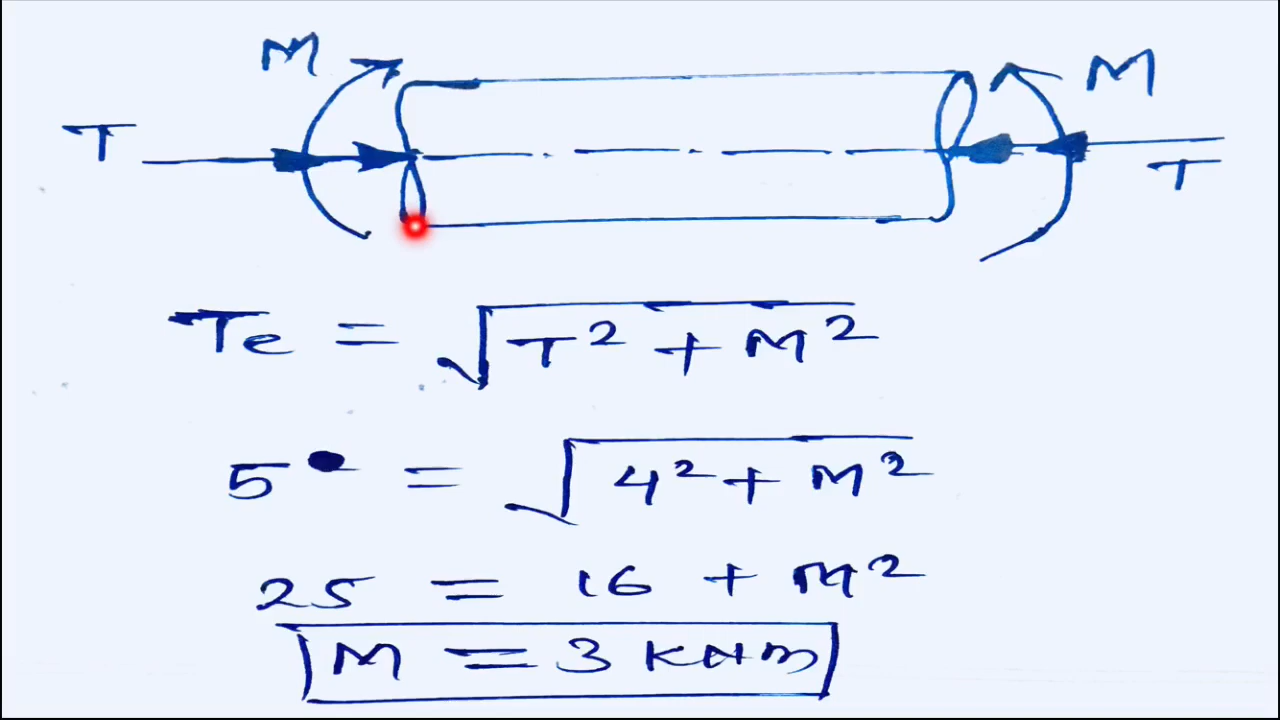 M M
T T
Te = √T² + M²
5 = √4² + M²
25 = 16 + M²
M = 3 KNm